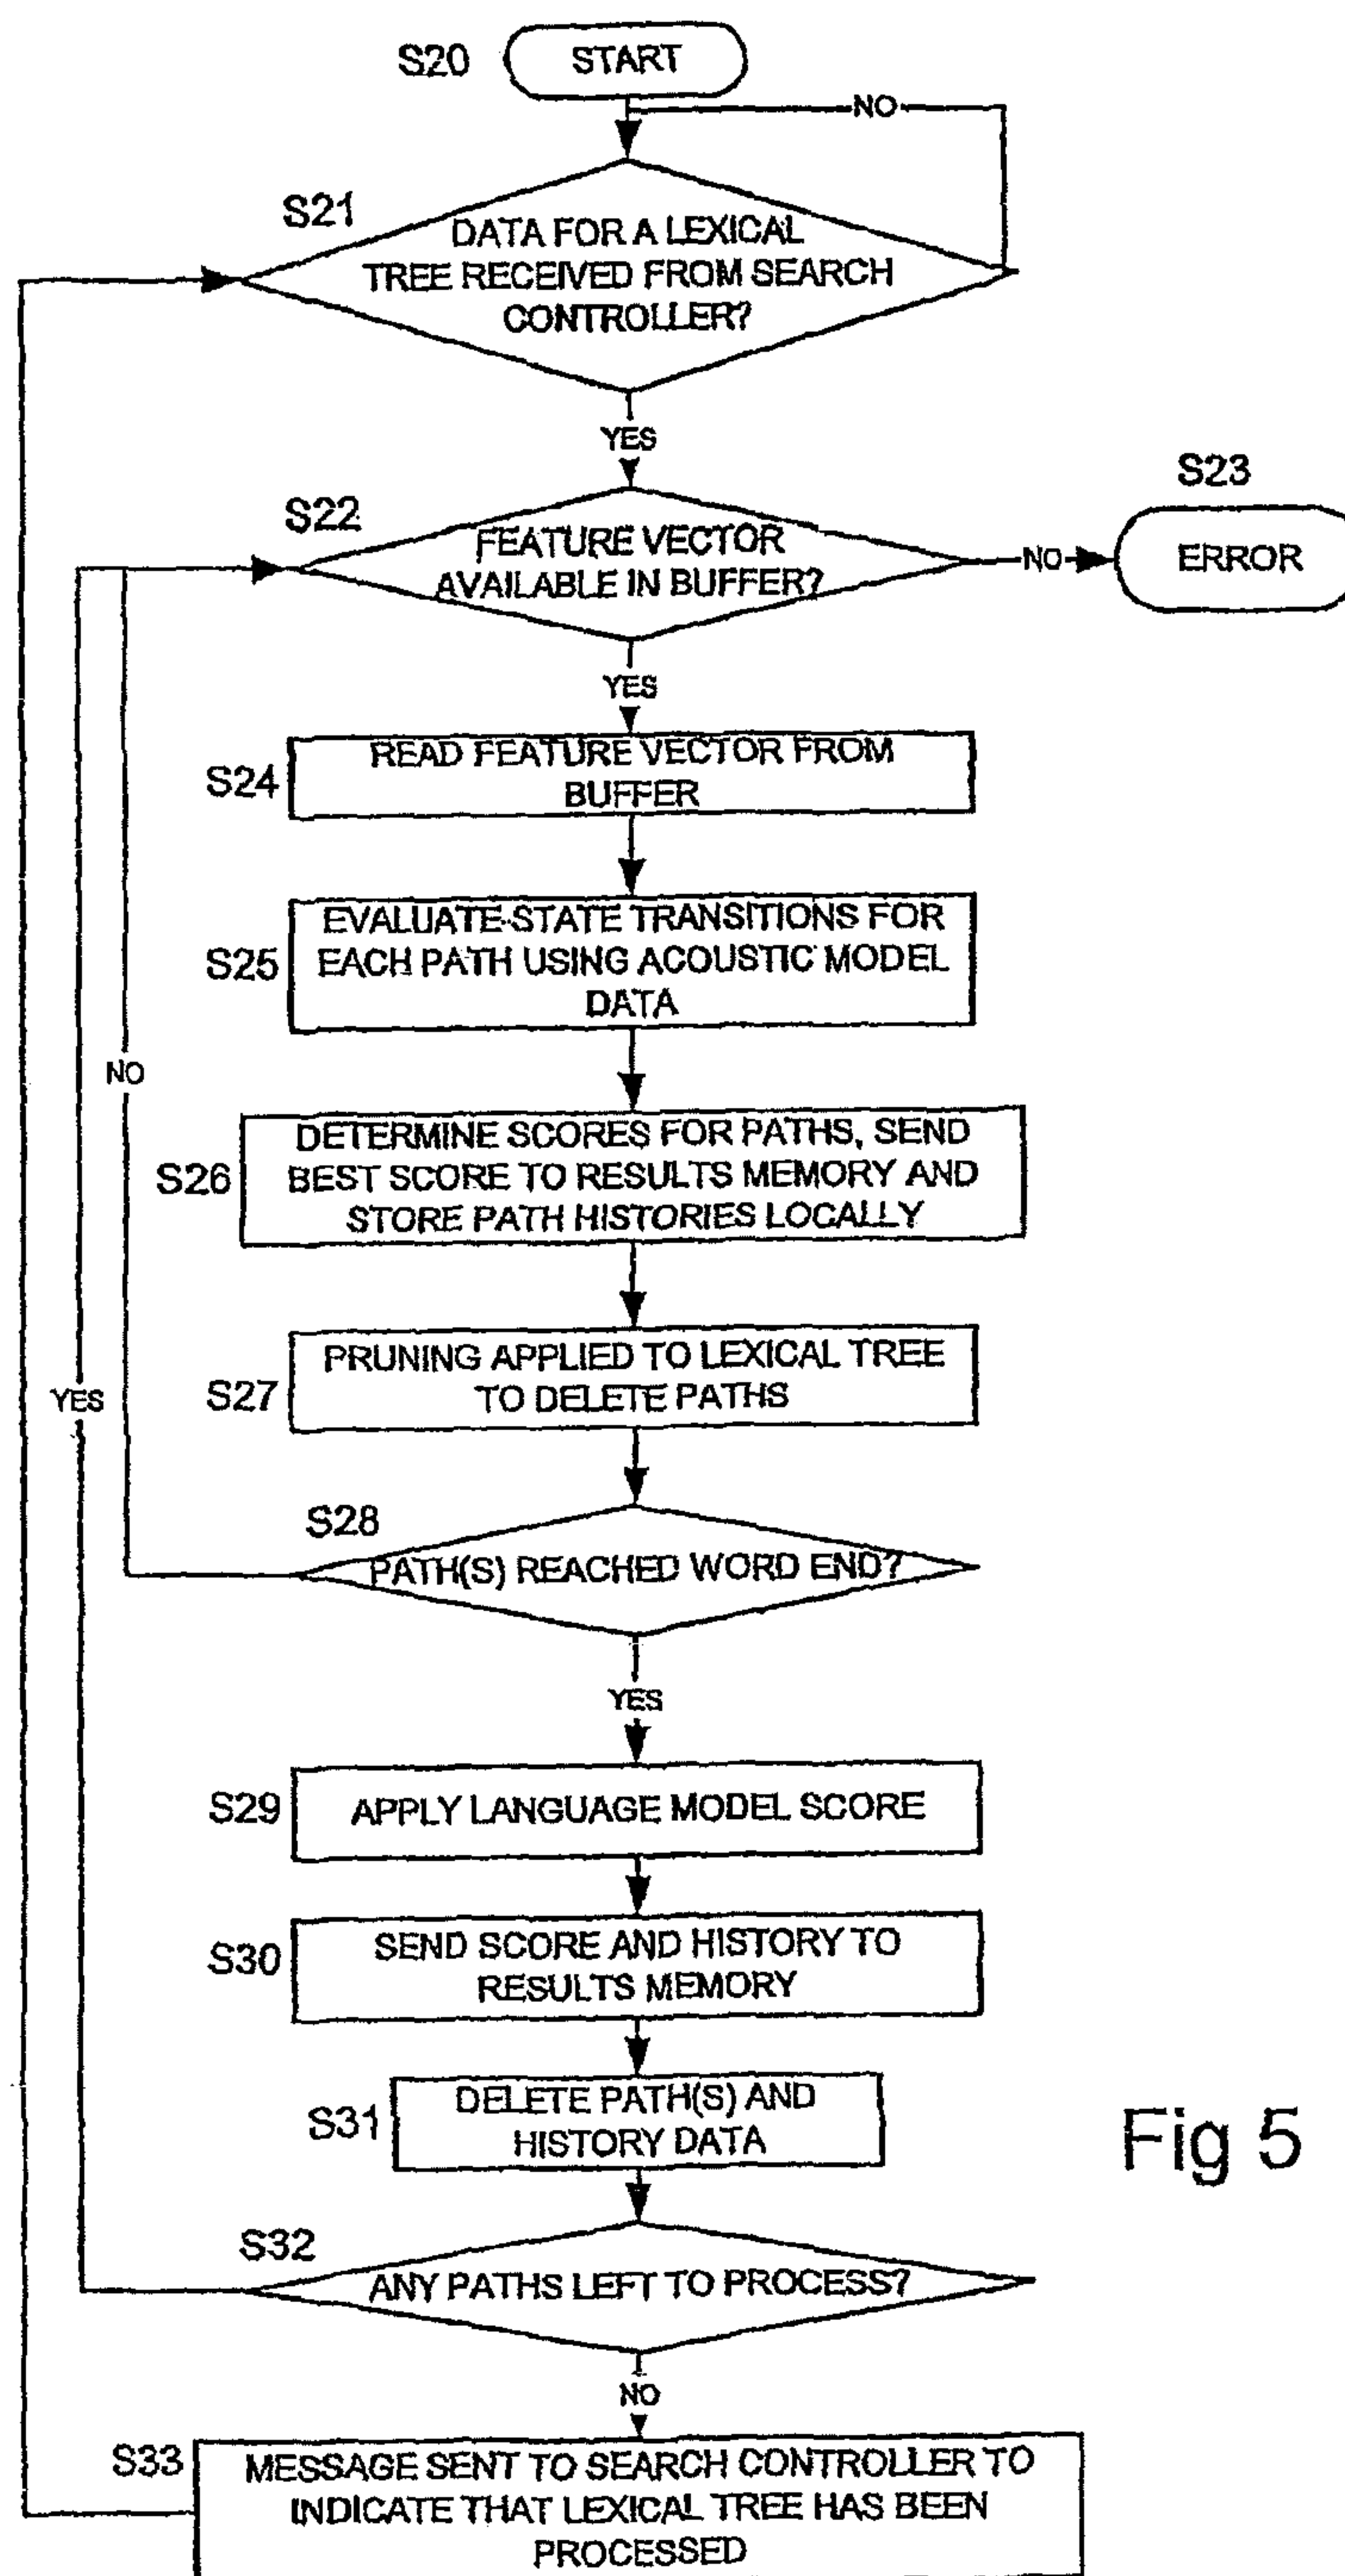 S20
START
NO
S21
DATA FOR A LEXICAL
TREE RECEIVED FROM SEARCH
CONTROLLER?
YES
S22
FEATURE VECTOR
AVAILABLE IN BUFFER?
NO
S23
ERROR
YES
S24
READ FEATURE VECTOR FROM
BUFFER
S25
EVALUATE STATE TRANSITIONS FOR
EACH PATH USING ACOUSTIC MODEL
DATA
NO
S26
DETERMINE SCORES FOR PATHS, SEND
BEST SCORE TO RESULTS MEMORY AND
STORE PATH HISTORIES LOCALLY
S27
PRUNING APPLIED TO LEXICAL TREE
TO DELETE PATHS
YES
S28
PATH(S) REACHED WORD END?
YES
S29
APPLY LANGUAGE MODEL SCORE
S30
SEND SCORE AND HISTORY TO
RESULTS MEMORY
S31
DELETE PATH(S) AND
HISTORY DATA
Fig 5
S32
ANY PATHS LEFT TO PROCESS?
NO
S33
MESSAGE SENT TO SEARCH CONTROLLER TO
INDICATE THAT LEXICAL TREE HAS BEEN
PROCESSED